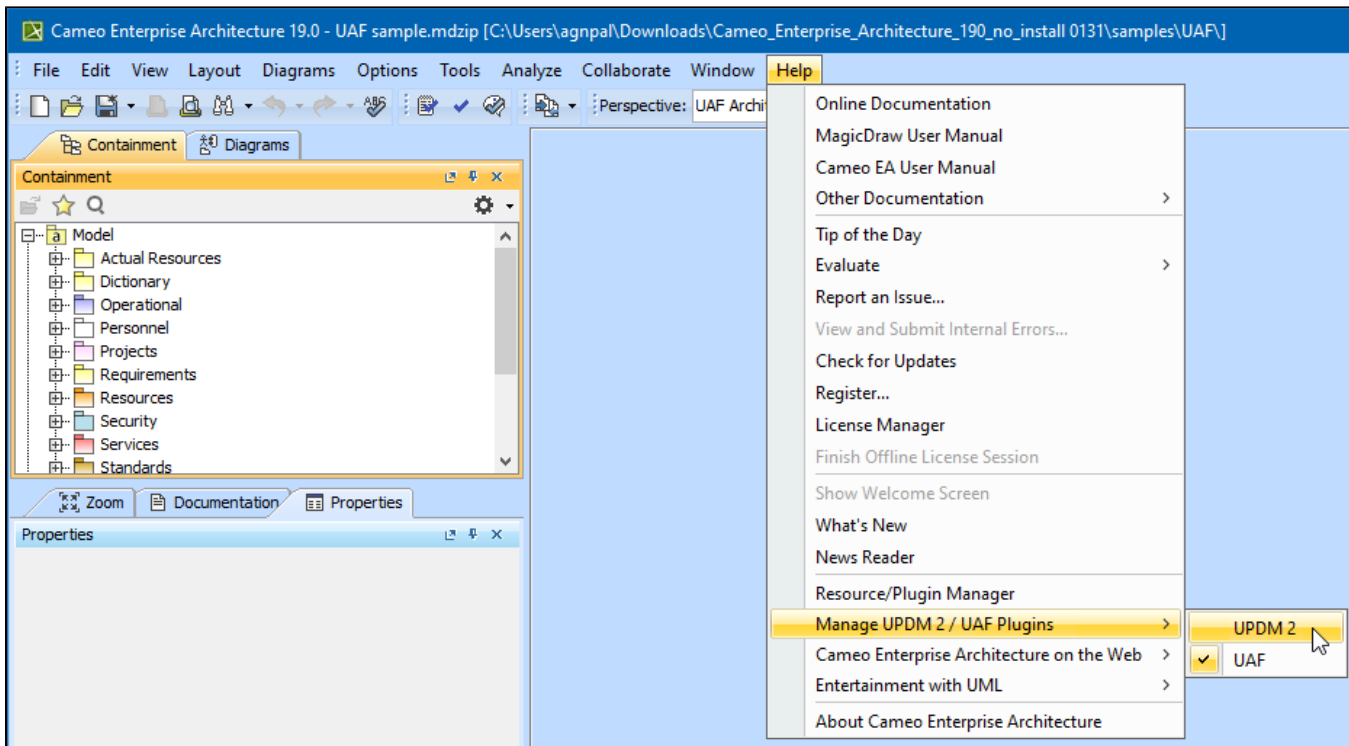 Cameo Enterprise Architecture 19.0 - UAF sample.mdzip [C:\Users\agnpal\Downloads\Cameo_Enterprise_Architecture_190_no_install 0131\samples\UAF\]
File Edit View Layout Diagrams Options Tools Analyze Collaborate Window Help
Perspective: UAF Archi
Containment Diagrams
Containment
Model
Actual Resources
Dictionary
Operational
Personnel
Projects
Requirements
Resources
Security
Services
Standards
Zoom Documentation Properties
Properties
Online Documentation
MagicDraw User Manual
Cameo EA User Manual
Other Documentation
Tip of the Day
Evaluate
Report an Issue...
View and Submit Internal Errors...
Check for Updates
Register...
License Manager
Finish Offline License Session
Show Welcome Screen
What's New
News Reader
Resource/Plugin Manager
Manage UPDM 2 / UAF Plugins
Cameo Enterprise Architecture on the Web
Entertainment with UML
About Cameo Enterprise Architecture
UPDM 2
UAF